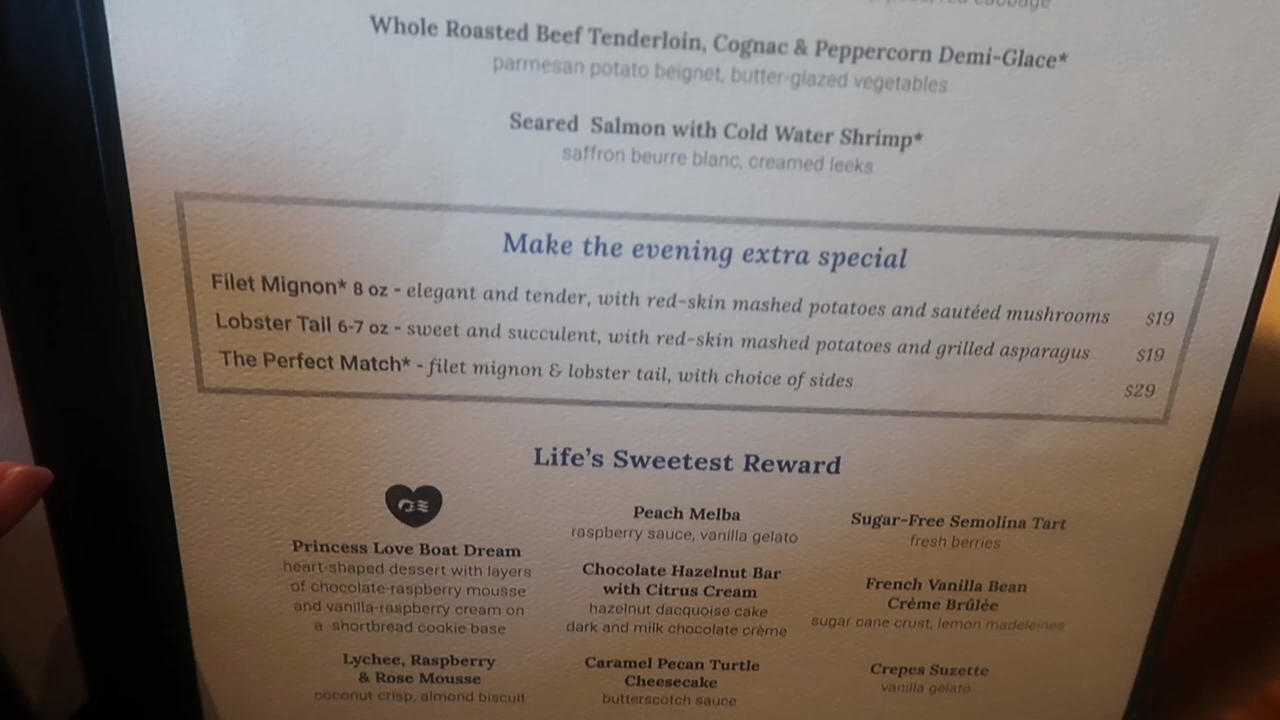 red cabbage
Whole Roasted Beef Tenderloin, Cognac & Peppercorn Demi-Glace*
parmesan potato beignet, butter-glazed vegetables
Seared Salmon with Cold Water Shrimp*
saffron beurre blanc, creamed leeks
Make the evening extra special
Filet Mignon* 8 oz - elegant and tender, with red-skin mashed potatoes and sautéed mushrooms $19
Lobster Tail 6-7 oz - sweet and succulent, with red-skin mashed potatoes and grilled asparagus $19
The Perfect Match* - filet mignon & lobster tail, with choice of sides $29
Life's Sweetest Reward
Princess Love Boat Dream
heart-shaped dessert with layers
of chocolate-raspberry mousse
and vanilla-raspberry cream on
a shortbread cookie base
Lychee, Raspberry
& Rose Mousse
coconut crisp, almond biscuit
Peach Melba
raspberry sauce, vanilla gelato
Chocolate Hazelnut Bar
with Citrus Cream
hazelnut dacquoise cake
dark and milk chocolate crème
Caramel Pecan Turtle
Cheesecake
butterscotch sauce
Sugar-Free Semolina Tart
fresh berries
French Vanilla Bean
Crème Brûlée
sugar cane crust, lemon madeleines
Crepes Suzette
vanilla gelato